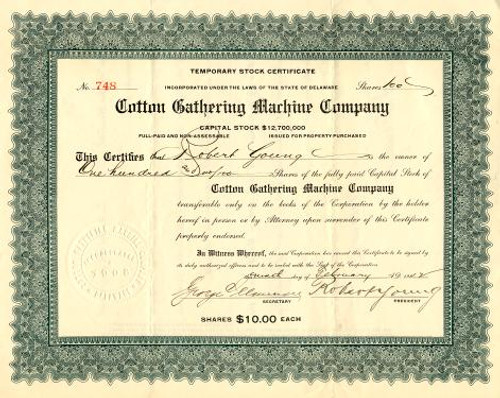 TEMPORARY STOCK CERTIFICATE
No. 748 INCORPORATED UNDER THE LAWS OF THE STATE OF DELAWARE Shares 100
Cotton Gathering Machine Company
CAPITAL STOCK $12,700,000
FULL-PAID AND NON-ASSESSABLE ISSUED FOR PROPERTY PURCHASED
This Certifies that Robert Young is the owner of
One hundred Shares of the fully paid Capital Stock of
Cotton Gathering Machine Company
transferable only on the books of the Corporation by the holder
hereof in person or by Attorney upon surrender of this Certificate
properly endorsed.
In Witness Whereof, the said Corporation has caused this Certificate to be signed by
its duly authorized officers and to be sealed with the Seal of the Corporation
day of February 19
George Robert Young
SECRETARY PRESIDENT
SHARES $10.00 EACH